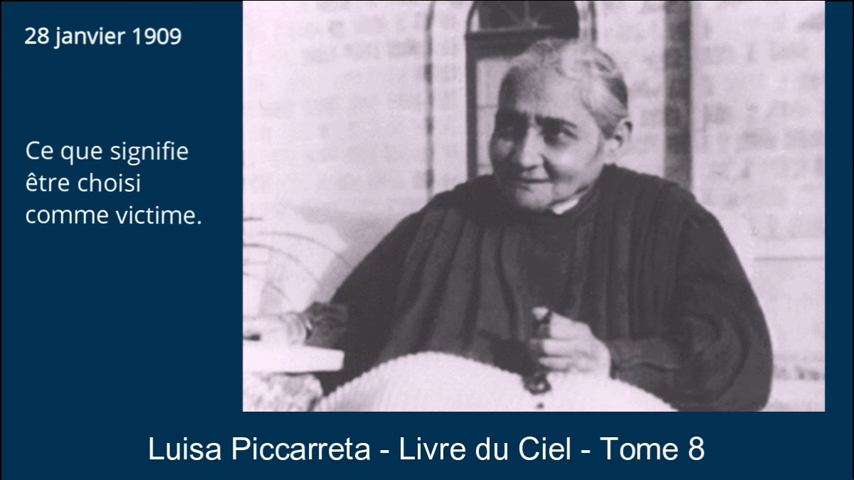 28 janvier 1909
Ce que signifie
être choisi
comme victime.
Luisa Piccarreta - Livre du Ciel - Tome 8